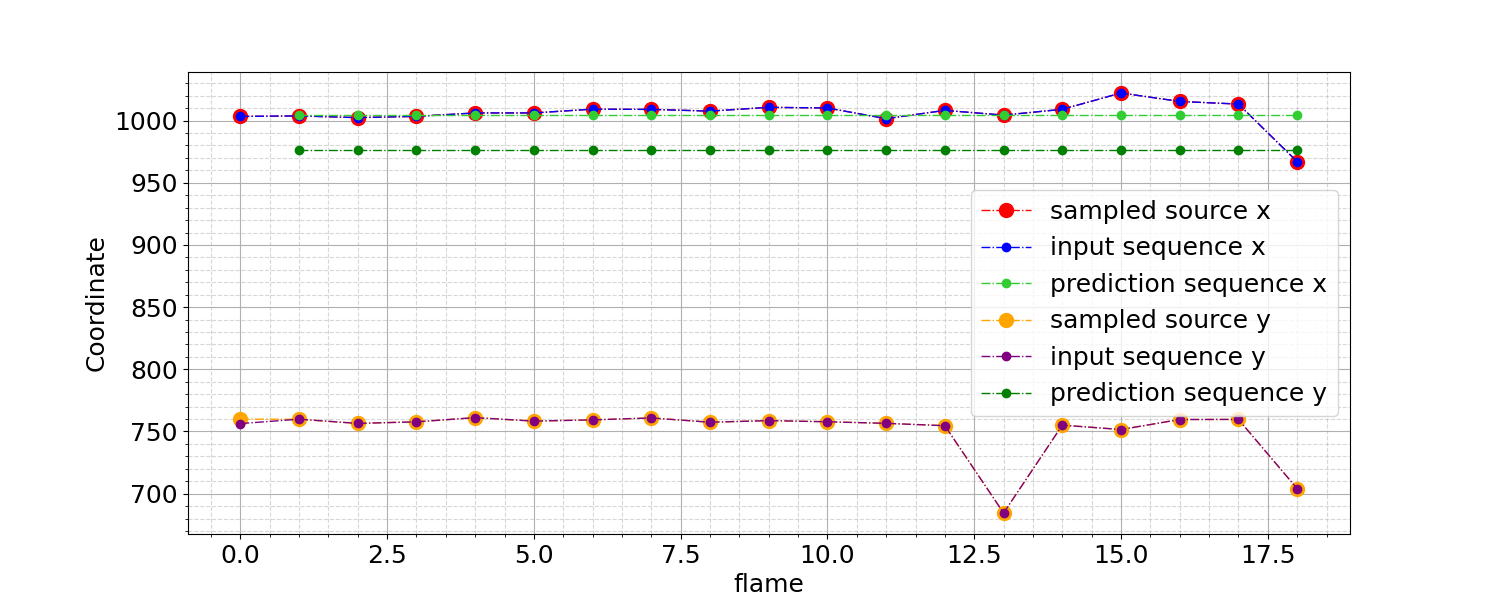 1000
950
900
850
800
750
700
Coordinate
sampled source x
input sequence x
prediction sequence x
sampled source y
input sequence y
prediction sequence y
0.0 2.5 5.0 7.5 10.0 12.5 15.0 17.5
flame